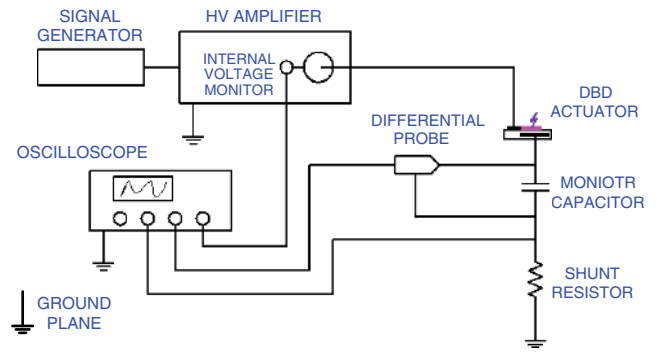 SIGNAL
GENERATOR
HV AMPLIFIER
INTERNAL
VOLTAGE
MONITOR
DBD
ACTUATOR
DIFFERENTIAL
PROBE
OSCILLOSCOPE
MONIOTR
CAPACITOR
SHUNT
RESISTOR
GROUND
PLANE